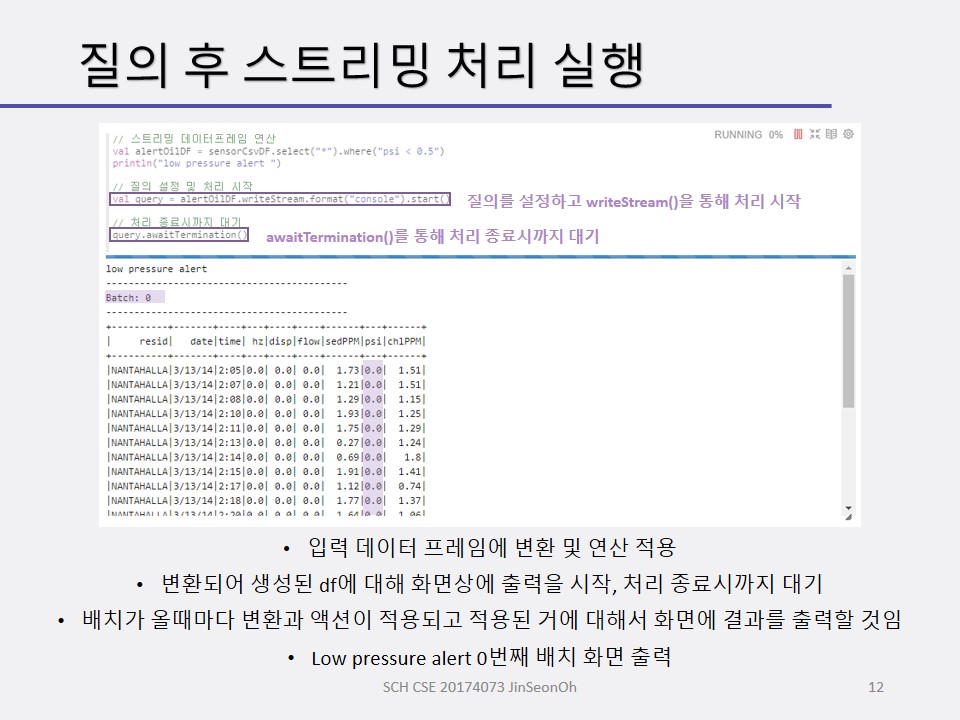 질의 후 스트리밍 처리 실행
RUNNING 0%
// 스트리밍 데이터프레임 연산
val alertOilDF = sensorCsvDF.select("*").where("psi < 0.5")
println("low pressure alert ")
// 질의 설정 및 처리 시작
val query = alertOilDF.writeStream.format("console").start()
질의를 설정하고 writeStream()을 통해 처리 시작
// 처리 종료시까지 대기
query.awaitTermination()
awaitTermination()를 통해 처리 종료시까지 대기
low pressure alert
-------------------------------------------
Batch: 0
-------------------------------------------
+----------+-------+----+---+----+----+------+---+------+
|     resid|   date|time| hz|disp|flow|sedPPM|psi|chlPPM|
+----------+-------+----+---+----+----+------+---+------+
|NANTAHALLA|3/13/14|2:05|0.0| 0.0| 0.0|  1.73|0.0|  1.51|
|NANTAHALLA|3/13/14|2:07|0.0| 0.0| 0.0|  1.21|0.0|  1.51|
|NANTAHALLA|3/13/14|2:08|0.0| 0.0| 0.0|  1.29|0.0|  1.15|
|NANTAHALLA|3/13/14|2:10|0.0| 0.0| 0.0|  1.93|0.0|  1.25|
|NANTAHALLA|3/13/14|2:11|0.0| 0.0| 0.0|  1.75|0.0|  1.29|
|NANTAHALLA|3/13/14|2:13|0.0| 0.0| 0.0|  0.27|0.0|  1.24|
|NANTAHALLA|3/13/14|2:14|0.0| 0.0| 0.0|  0.69|0.0|   1.8|
|NANTAHALLA|3/13/14|2:15|0.0| 0.0| 0.0|  1.91|0.0|  1.41|
|NANTAHALLA|3/13/14|2:17|0.0| 0.0| 0.0|  1.12|0.0|  0.74|
|NANTAHALLA|3/13/14|2:18|0.0| 0.0| 0.0|  1.77|0.0|  1.37|
|NANTAHALLA|3/13/14|2:20|0.0| 0.0| 0.0|  1.64|0.0|  1.06|
• 입력 데이터 프레임에 변환 및 연산 적용
• 변환되어 생성된 df에 대해 화면상에 출력을 시작, 처리 종료시까지 대기
• 배치가 올때마다 변환과 액션이 적용되고 적용된 거에 대해서 화면에 결과를 출력할 것임
• Low pressure alert 0번째 배치 화면 출력
SCH CSE 20174073 JinSeonOh
12